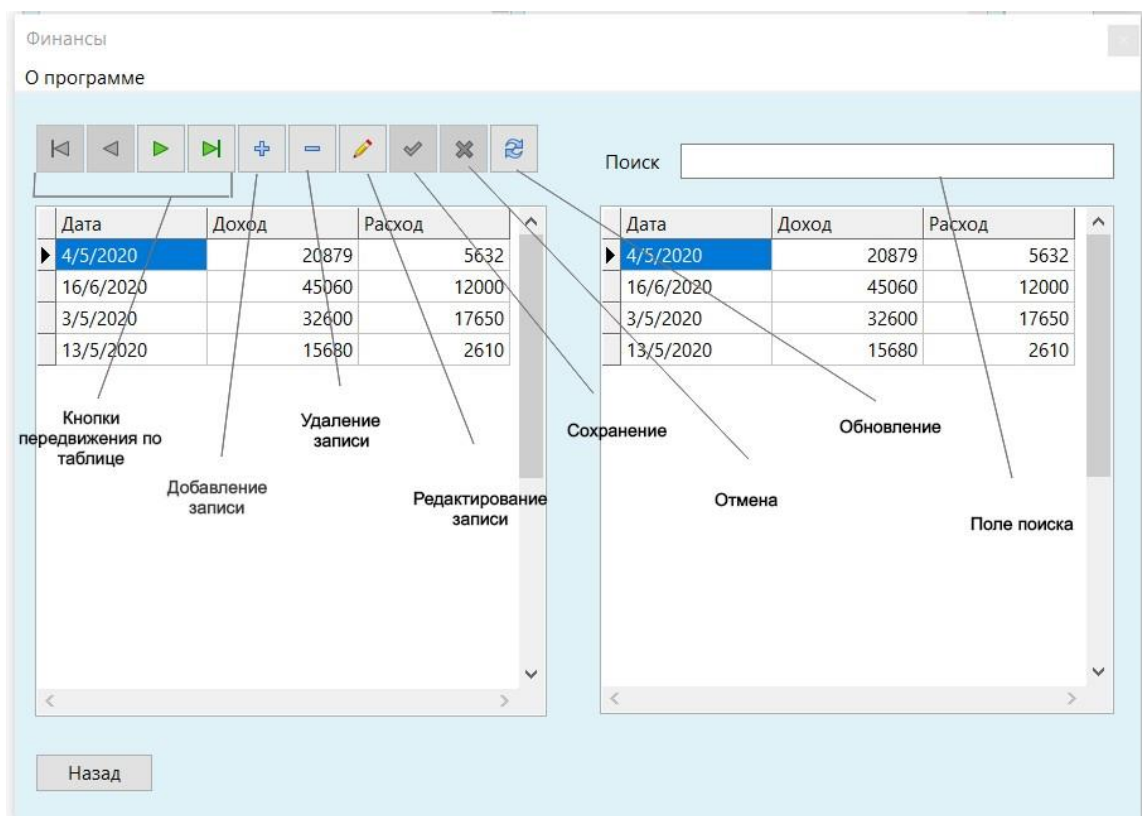 Финансы
О программе
Поиск
Дата Доход Расход
4/5/2020 20879 5632
16/6/2020 45060 12000
3/5/2020 32600 17650
13/5/2020 15680 2610
Дата Доход Расход
4/5/2020 20879 5632
16/6/2020 45060 12000
3/5/2020 32600 17650
13/5/2020 15680 2610
Кнопки
передвижения по
таблице
Добавление
записи
Удаление
записи
Редактирование
записи
Сохранение
Отмена
Обновление
Поле поиска
Назад